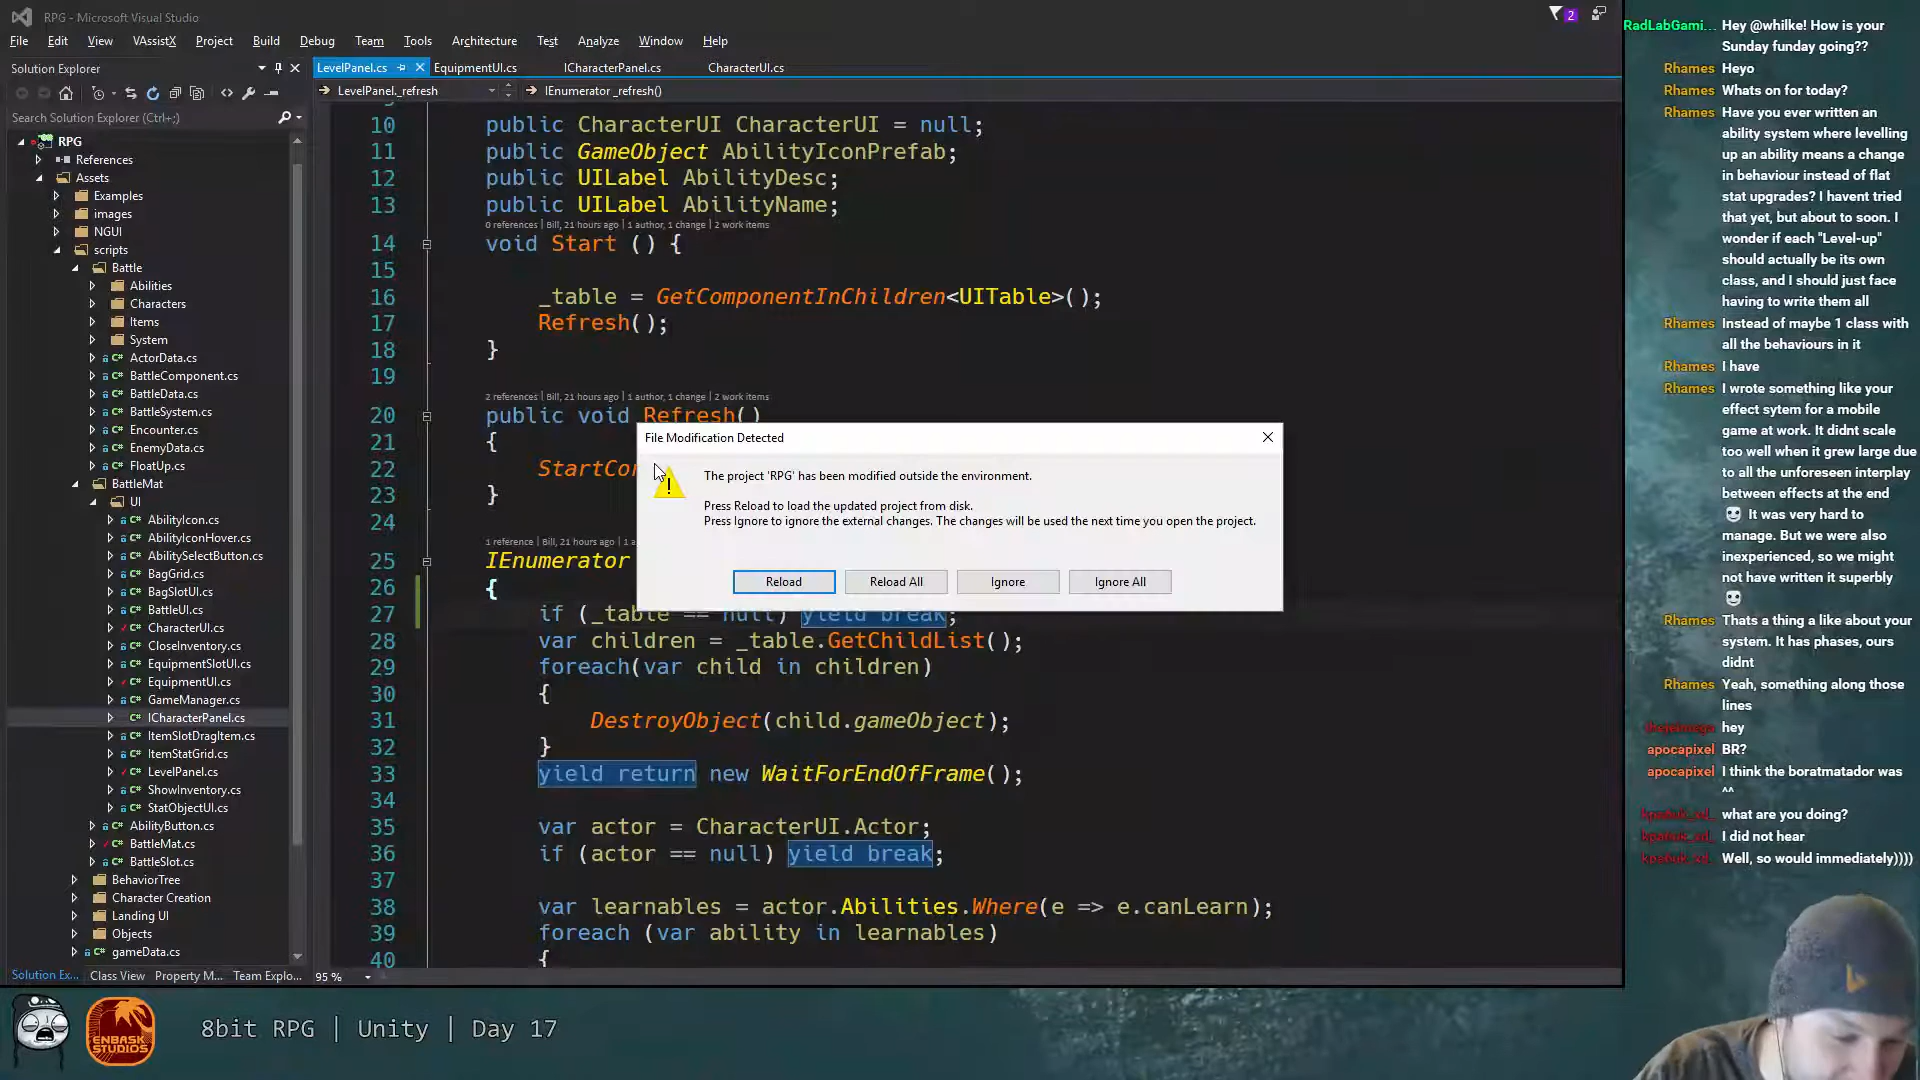 RPG - Microsoft Visual Studio
2
File Edit View VAssistX Project Build Debug Team Tools Architecture Test Analyze Window Help
Solution Explorer
LevelPanel.cs EquipmentUI.cs ICharacterPanel.cs CharacterUI.cs
LevelPanel._refresh IEnumerator _refresh()
Search Solution Explorer (Ctrl+;)
RPG
References
Assets
Examples
images
NGUI
scripts
Battle
Abilities
Characters
Items
System
ActorData.cs
BattleComponent.cs
BattleData.cs
BattleSystem.cs
Encounter.cs
EnemyData.cs
FloatUp.cs
BattleMat
UI
AbilityIcon.cs
AbilityIconHover.cs
AbilitySelectButton.cs
BagGrid.cs
BagSlotUI.cs
BattleUI.cs
CharacterUI.cs
CloseInventory.cs
EquipmentSlotUI.cs
EquipmentUI.cs
GameManager.cs
ICharacterPanel.cs
ItemSlotDragItem.cs
ItemStatGrid.cs
LevelPanel.cs
ShowInventory.cs
StatObjectUI.cs
AbilityButton.cs
BattleMat.cs
BattleSlot.cs
BehaviorTree
Character Creation
Landing UI
Objects
gameData.cs
Solution Ex... Class View Property M... Team Explo...
10 public CharacterUI CharacterUI = null;
11 public GameObject AbilityIconPrefab;
12 public UILabel AbilityDesc;
13 public UILabel AbilityName;
0 references | Bill, 21 hours ago | 1 author, 1 change | 2 work items
14 void Start () {
15
16 _table = GetComponentInChildren<UITable>();
17 Refresh();
18 }
19
2 references | Bill, 21 hours ago | 1 author, 1 change | 2 work items
20 public void Refresh()
21 {
22 StartCor
23 }
24
1 reference | Bill, 21 hours ago | 1 a
25 IEnumerator
26 {
27 if (_table == null) yield break;
28 var children = _table.GetChildList();
29 foreach(var child in children)
30 {
31 DestroyObject(child.gameObject);
32 }
33 yield return new WaitForEndOfFrame();
34
35 var actor = CharacterUI.Actor;
36 if (actor == null) yield break;
37
38 var learnables = actor.Abilities.Where(e => e.canLearn);
39 foreach (var ability in learnables)
40 {
95 %
File Modification Detected
The project 'RPG' has been modified outside the environment.
Press Reload to load the updated project from disk.
Press Ignore to ignore the external changes. The changes will be used the next time you open the project.
Reload Reload All Ignore Ignore All
RadLabGami... Hey @whilke! How is your
Sunday funday going??
Rhames Heyo
Rhames Whats on for today?
Rhames Have you ever written an
ability system where levelling
up an ability means a change
in behaviour instead of flat
stat upgrades? I havent tried
that yet, but about to soon. I
wonder if each "Level-up"
should actually be its own
class, and I should just face
having to write them all
Rhames Instead of maybe 1 class with
all the behaviours in it
Rhames I have
Rhames I wrote something like your
effect sytem for a mobile
game at work. It didnt scale
too well when it grew large due
to all the unforeseen interplay
between effects at the end
It was very hard to
manage. But we were also
inexperienced, so we might
not have written it superbly
Rhames Thats a thing a like about your
system. It has phases, ours
didnt
Rhames Yeah, something along those
lines
hey
apocapixel BR?
apocapixel I think the boratmatador was
^^
what are you doing?
I did not hear
Well, so would immediately))))
ENBASK STUDIOS
8bit RPG | Unity | Day 17